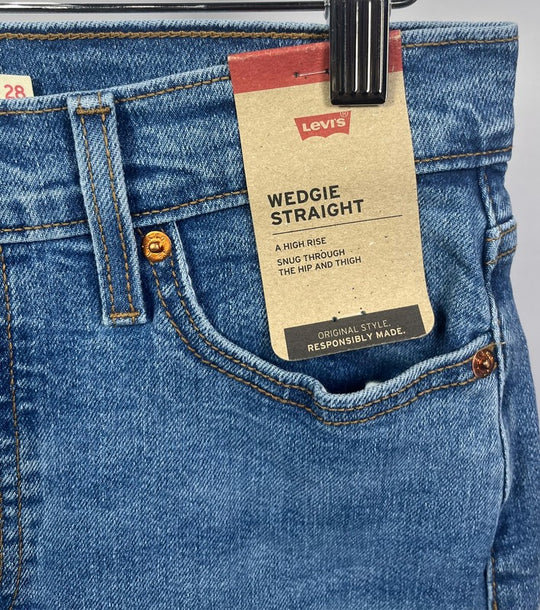 28
Levi's
WEDGIE
STRAIGHT
A HIGH RISE
SNUG THROUGH
THE HIP AND THIGH
ORIGINAL STYLE.
RESPONSIBLY MADE.